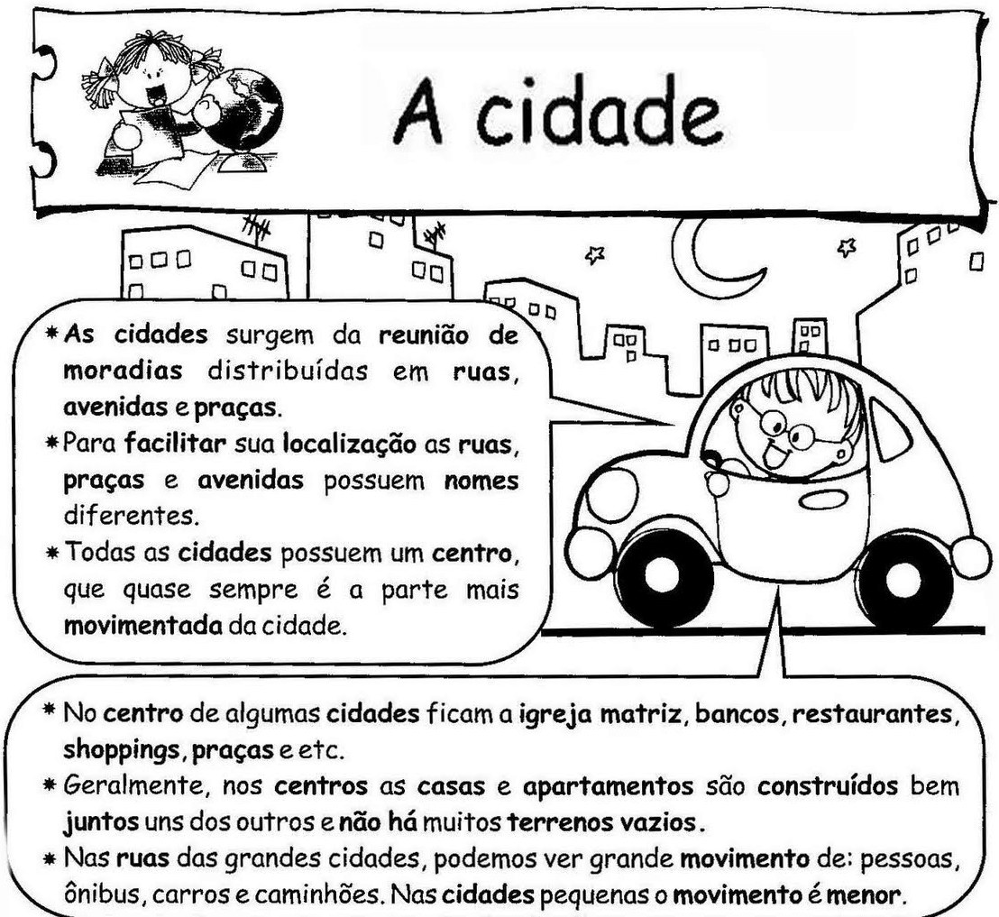 A cidade
* As cidades surgem da reunião de
moradias distribuídas em ruas,
avenidas e praças.
* Para facilitar sua localização as ruas,
praças e avenidas possuem nomes
diferentes.
* Todas as cidades possuem um centro,
que quase sempre é a parte mais
movimentada da cidade.
* No centro de algumas cidades ficam a igreja matriz, bancos, restaurantes,
shoppings, praças e etc.
* Geralmente, nos centros as casas e apartamentos são construídos bem
juntos uns dos outros e não há muitos terrenos vazios.
* Nas ruas das grandes cidades, podemos ver grande movimento de: pessoas,
ônibus, carros e caminhões. Nas cidades pequenas o movimento é menor.